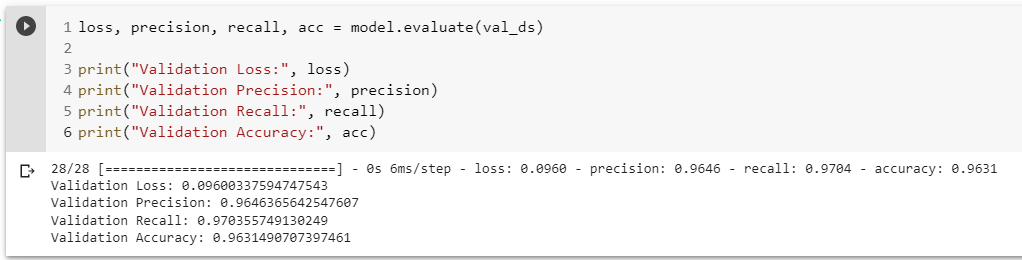 1 loss, precision, recall, acc = model.evaluate(val_ds)
2
3 print("Validation Loss:", loss)
4 print("Validation Precision:", precision)
5 print("Validation Recall:", recall)
6 print("Validation Accuracy:", acc)
28/28 [==============================] - 0s 6ms/step - loss: 0.0960 - precision: 0.9646 - recall: 0.9704 - accuracy: 0.9631
Validation Loss: 0.09600337594747543
Validation Precision: 0.9646365642547607
Validation Recall: 0.970355749130249
Validation Accuracy: 0.9631490707397461